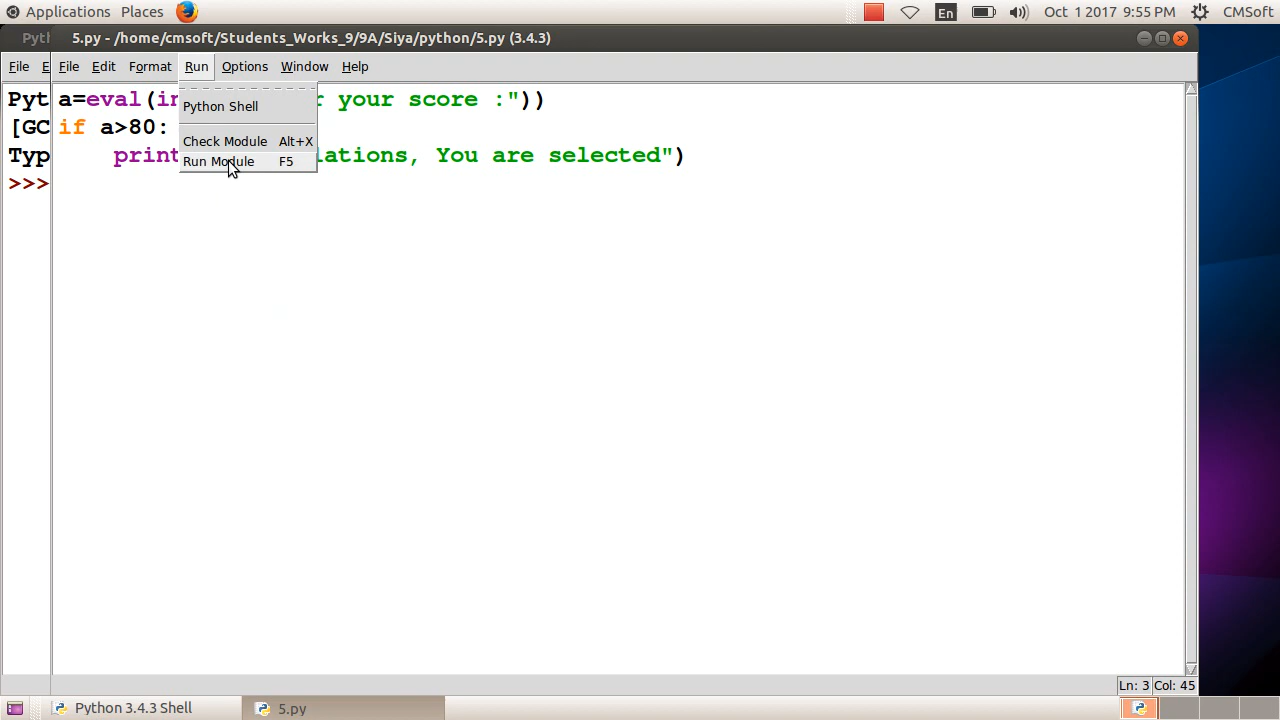 Applications Places En Oct 1 2017 9:55 PM CMSoft
Pyth 5.py - /home/cmsoft/Students_Works_9/9A/Siya/python/5.py (3.4.3)
File E File Edit Format Run Options Window Help
Pyt a=eval(in r your score :"))
[GC if a>80:
Typ print lations, You are selected")
>>>
Python Shell
Check Module Alt+X
Run Module F5
Ln: 3 Col: 45
Python 3.4.3 Shell 5.py